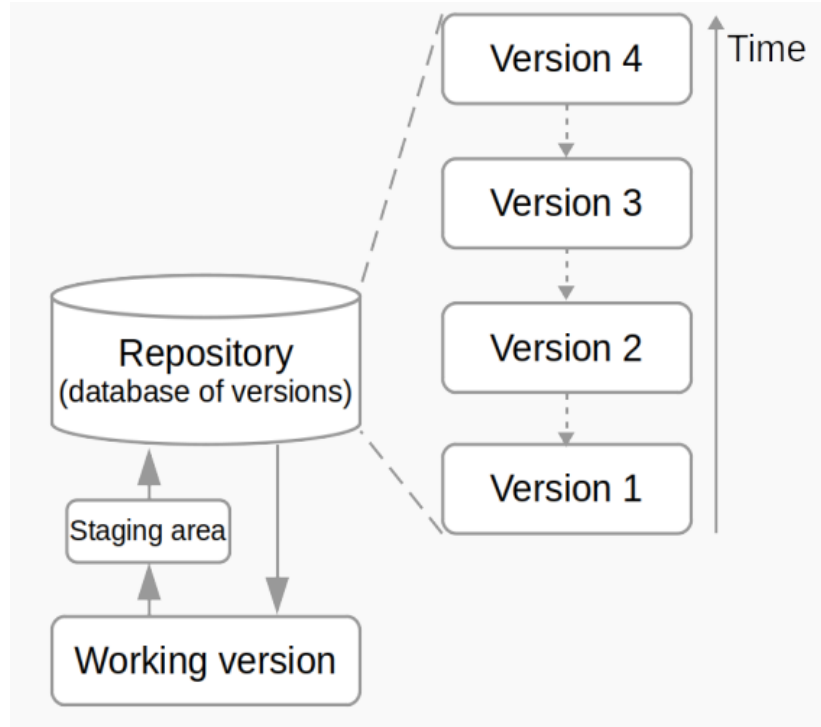 Version 4
Time
Version 3
Version 2
Version 1
Repository
(database of versions)
Staging area
Working version